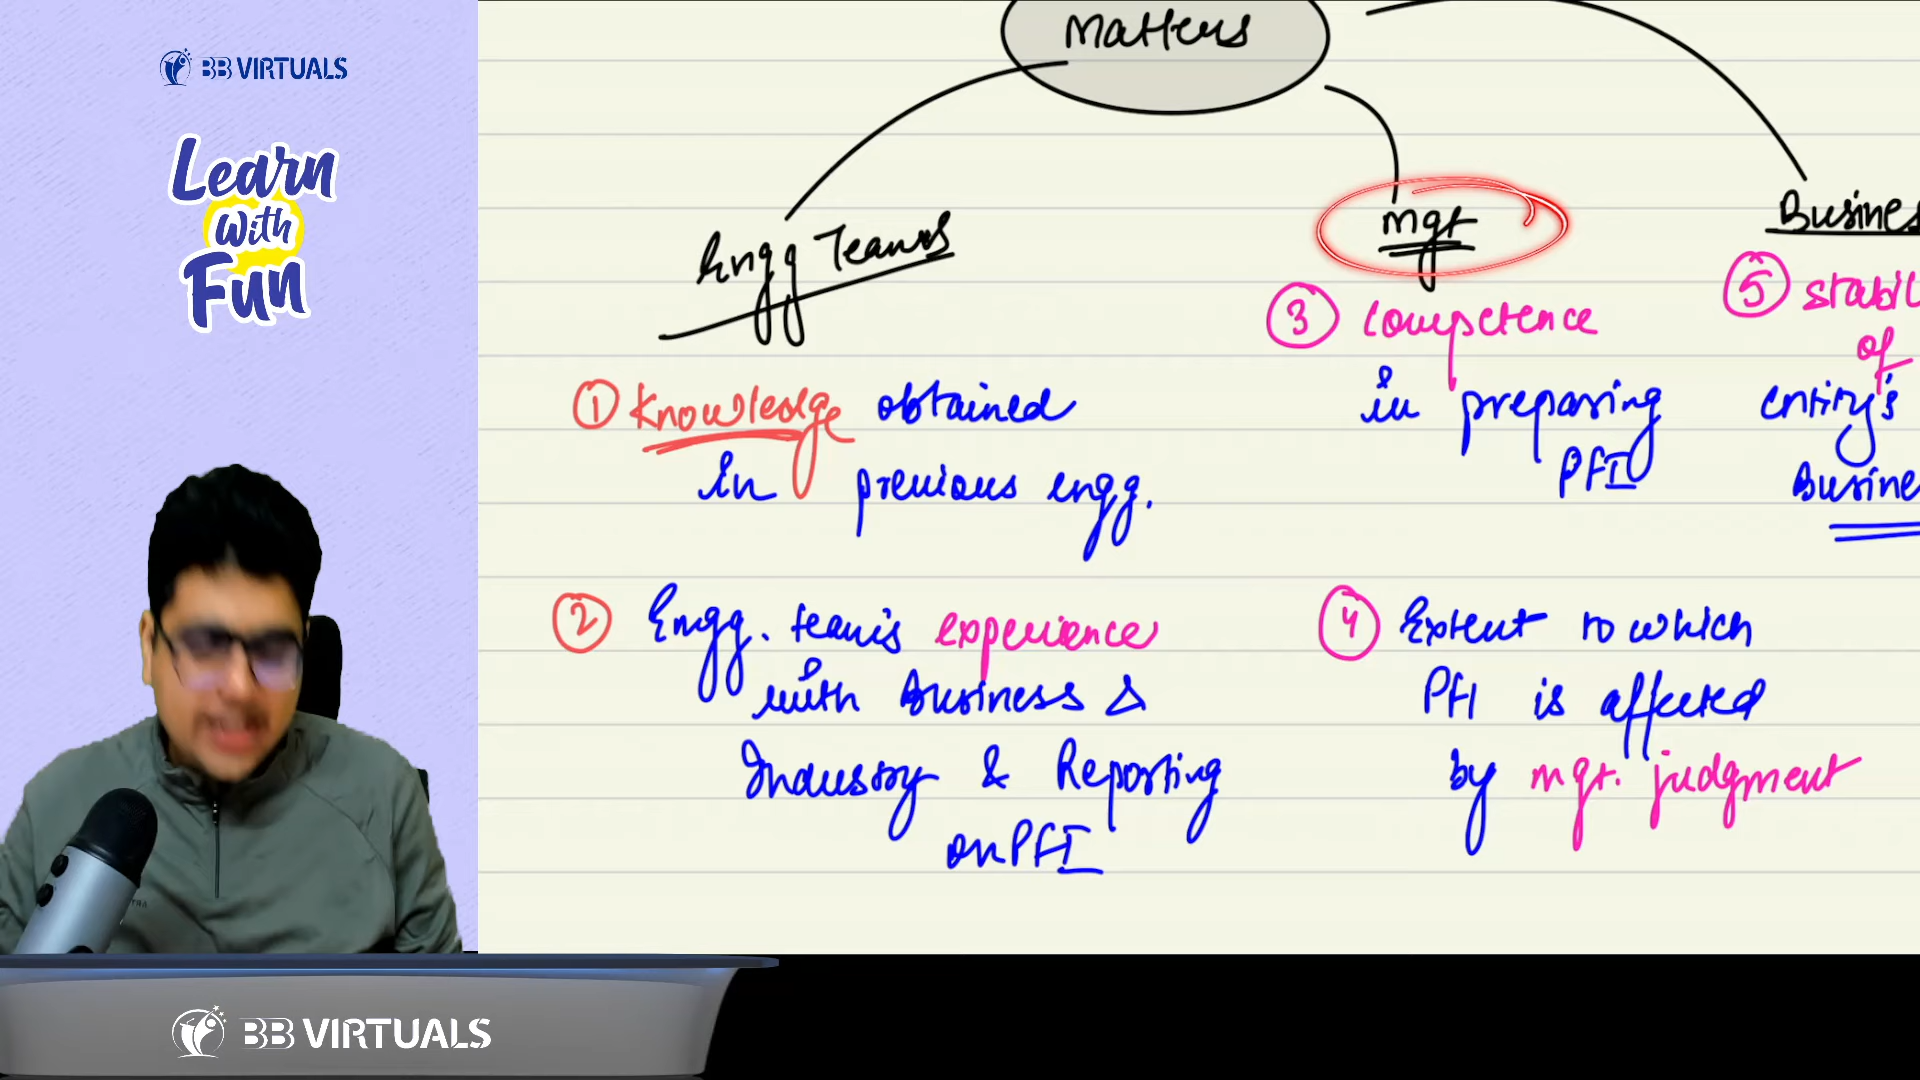 BB VIRTUALS
Learn
With
Fun
Matters
Engg Teams
① Knowledge obtained
in previous engg.
② Engg. team's experience
with Business &
Industry & Reporting
on PFI
mgt
③ competence
in preparing
PFI
④ Extent to which
PFI is affected
by mgt. judgment
Busines
⑤ stabil
of
entity's
Busine
BB VIRTUALS